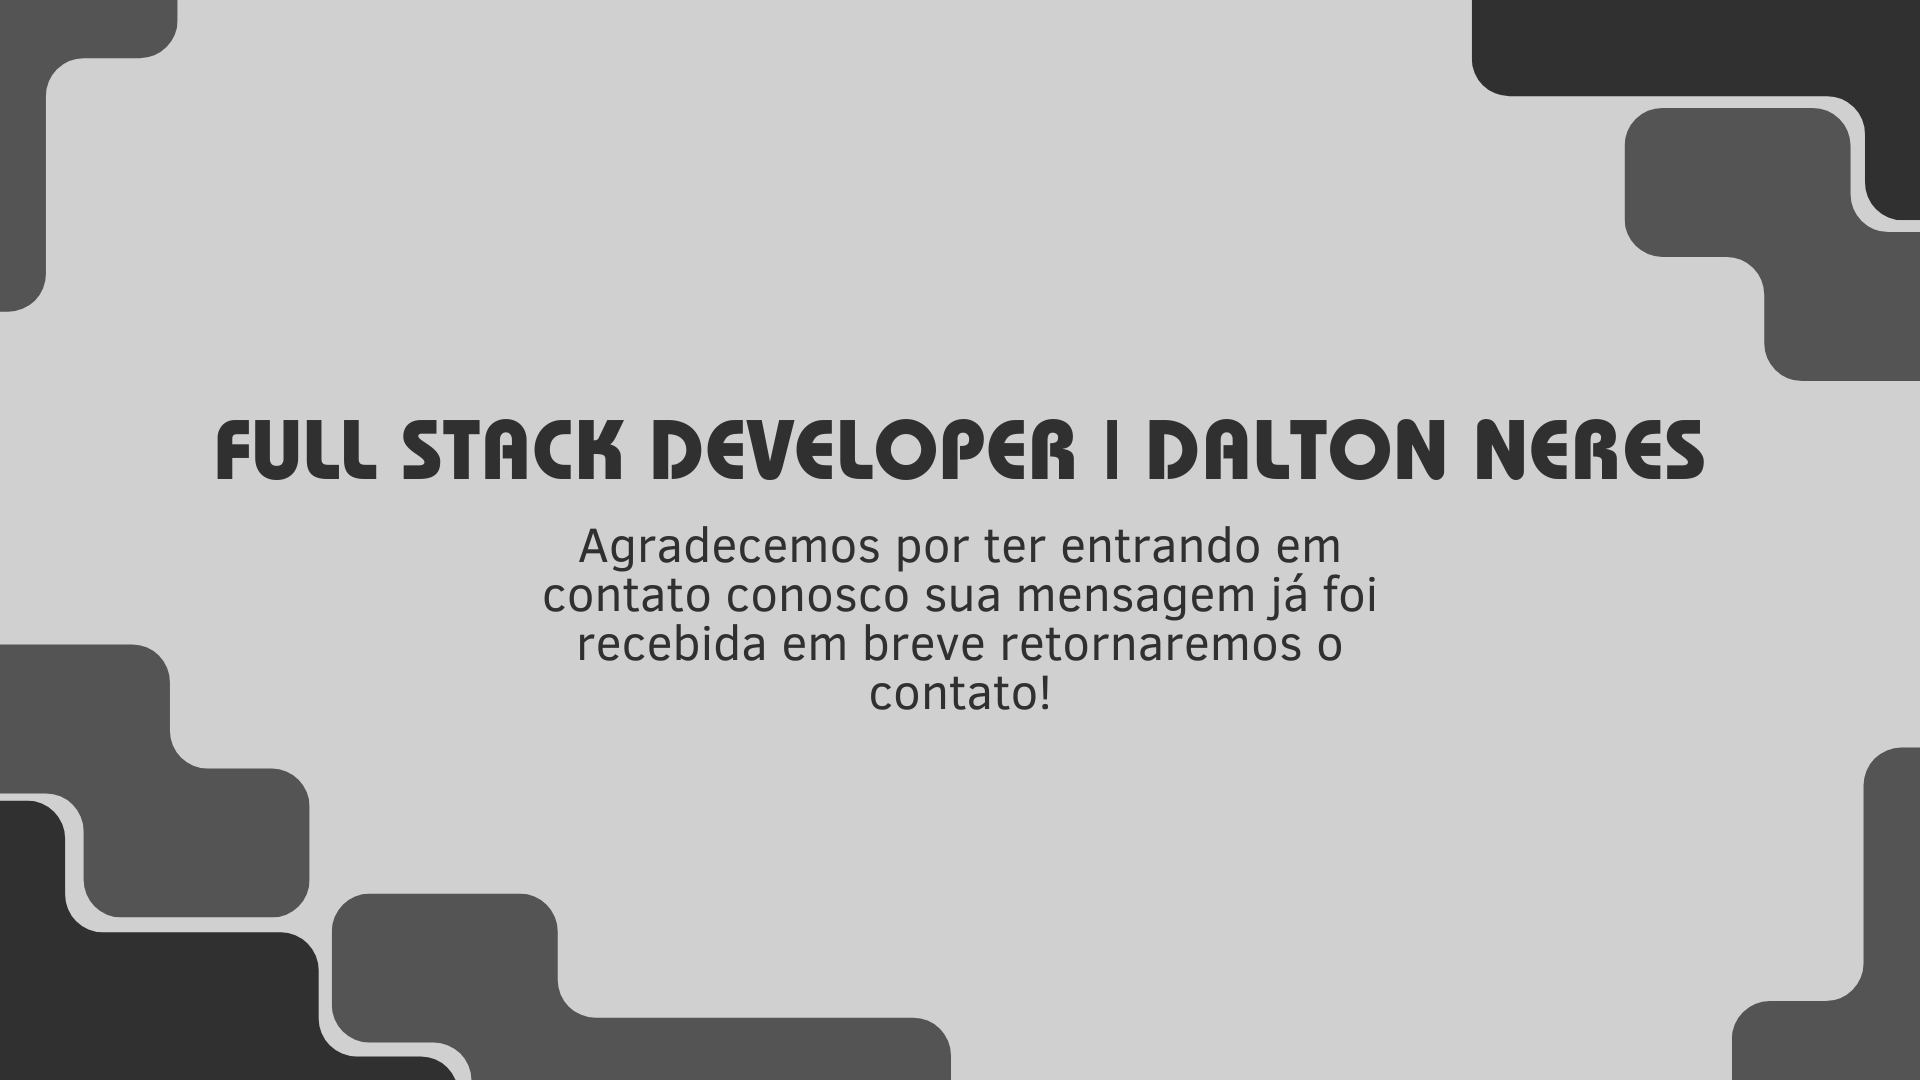 FULL STACK DEVELOPER | DALTON NERES
Agradecemos por ter entrando em
contato conosco sua mensagem já foi
recebida em breve retornaremos o
contato!